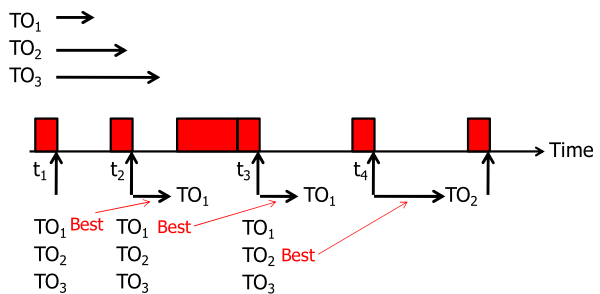 TO₁
TO₂
TO₃
Time
t₁ t₂ t₃ t₄
TO₁ TO₁ TO₂
TO₁ Best TO₁ Best TO₁
TO₂ TO₂ TO₂ Best
TO₃ TO₃ TO₃